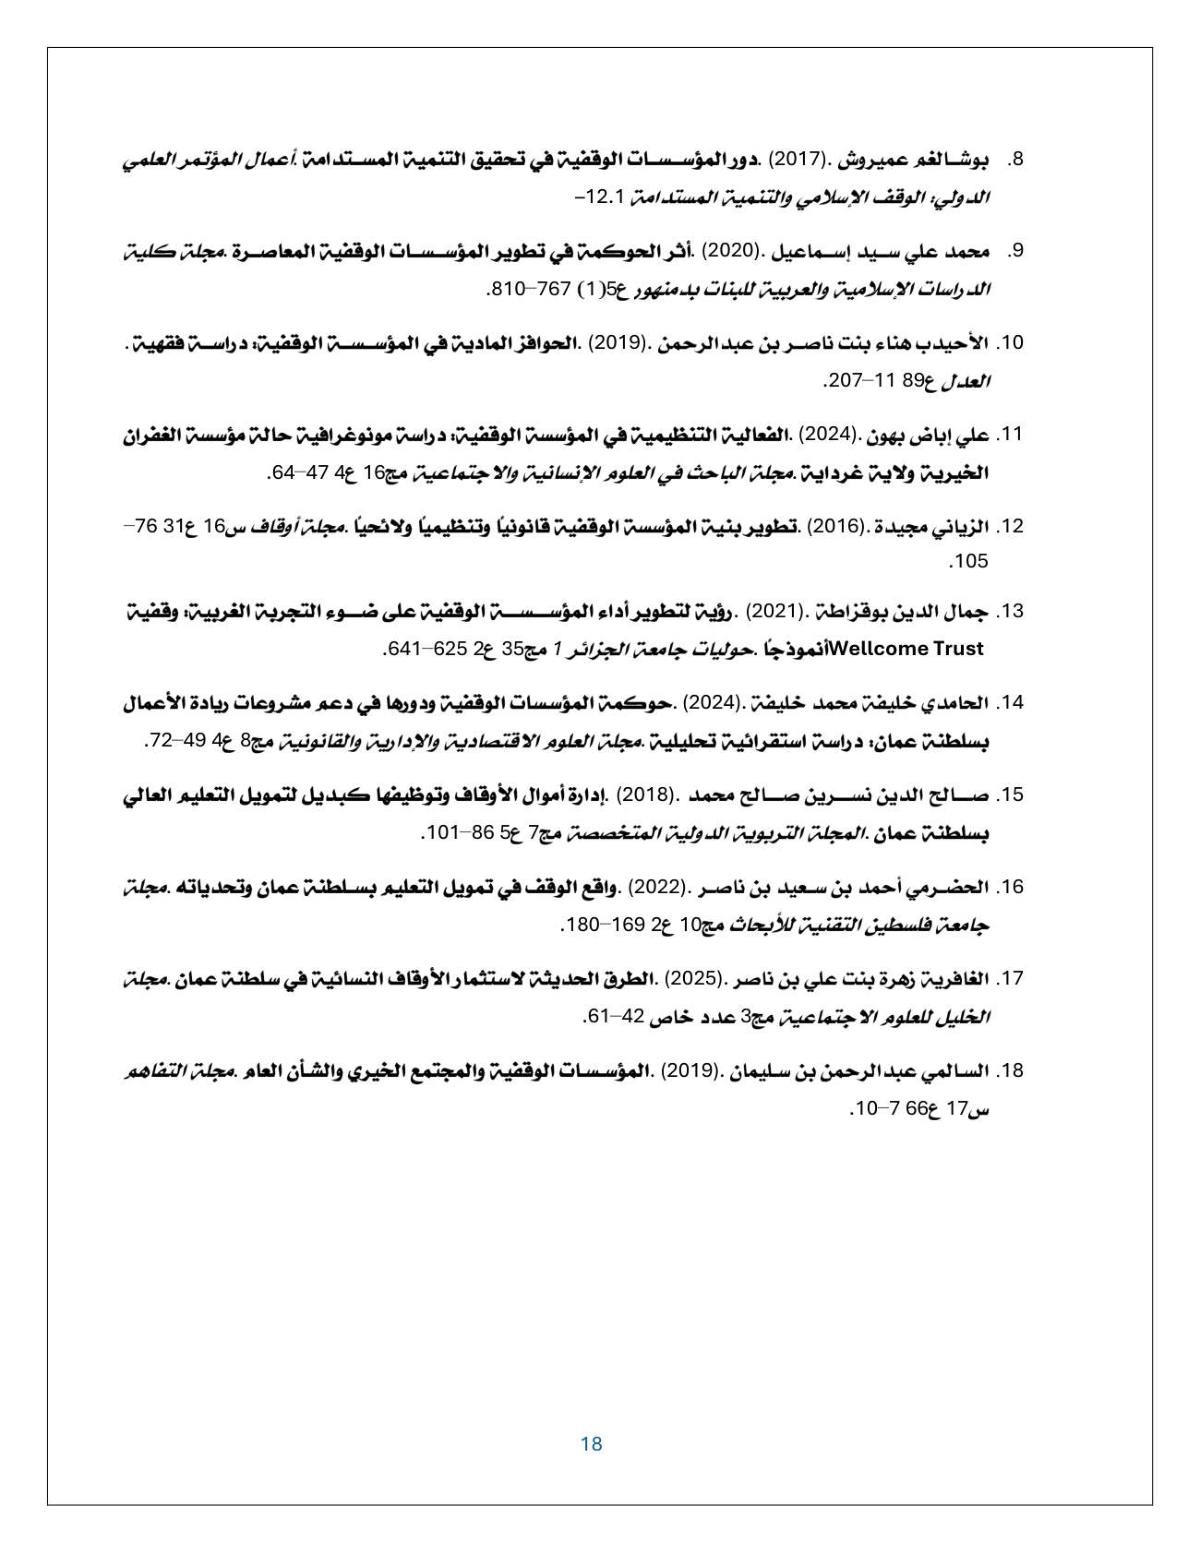 8. بوشالغم عميروش .(2017) .دور المؤسسات الوقفية في تحقيق التنمية المستدامة .أعمال المؤتمر العلمي
الدولي: الوقف الإسلامي والتنمية المستدامة 12.1–
9. محمد علي سيد إسماعيل .(2020) .أثر الحوكمة في تطوير المؤسسات الوقفية المعاصرة .مجلة كلية
الدراسات الإسلامية والعربية للبنات بدمنهور ع5(1) 767–810.
10. الأحيدب هناء بنت ناصر بن عبدالرحمن .(2019) .الحوافز المادية في المؤسسة الوقفية: دراسة فقهية .
العدل ع89 11–207.
11. علي إباض بهون .(2024) .الفعالية التنظيمية في المؤسسة الوقفية: دراسة مونوغرافية حالة مؤسسة الغفران
الخيرية ولاية غرداية .مجلة الباحث في العلوم الإنسانية والاجتماعية مج16 ع4 47–64.
12. الزياني مجيدة .(2016) .تطوير بنية المؤسسة الوقفية قانونيًا وتنظيميًا ولائحيًا .مجلة أوقاف س16 ع31 76–
105.
13. جمال الدين بوقزاطة .(2021) .رؤية لتطوير أداء المؤسسة الوقفية على ضوء التجربة الغربية: وقفية
Wellcome Trustأنموذجًا .حوليات جامعة الجزائر 1 مج35 ع2 625–641.
14. الحامدي خليفة محمد خليفة .(2024) .حوكمة المؤسسات الوقفية ودورها في دعم مشروعات ريادة الأعمال
بسلطنة عمان: دراسة استقرائية تحليلية .مجلة العلوم الاقتصادية والإدارية والقانونية مج8 ع4 49–72.
15. صالح الدين نسرين صالح محمد .(2018) .إدارة أموال الأوقاف وتوظيفها كبديل لتمويل التعليم العالي
بسلطنة عمان .المجلة التربوية الدولية المتخصصة مج7 ع5 86–101.
16. الحضرمي أحمد بن سعيد بن ناصر .(2022) .واقع الوقف في تمويل التعليم بسلطنة عمان وتحدياته .مجلة
جامعة فلسطين التقنية للأبحاث مج10 ع2 169–180.
17. الغافرية زهرة بنت علي بن ناصر .(2025) .الطرق الحديثة لاستثمار الأوقاف النسائية في سلطنة عمان .مجلة
الخليل للعلوم الاجتماعية مج3 عدد خاص 42–61.
18. السالمي عبدالرحمن بن سليمان .(2019) .المؤسسات الوقفية والمجتمع الخيري والشأن العام .مجلة التفاهم
س17 ع66 7–10.
18